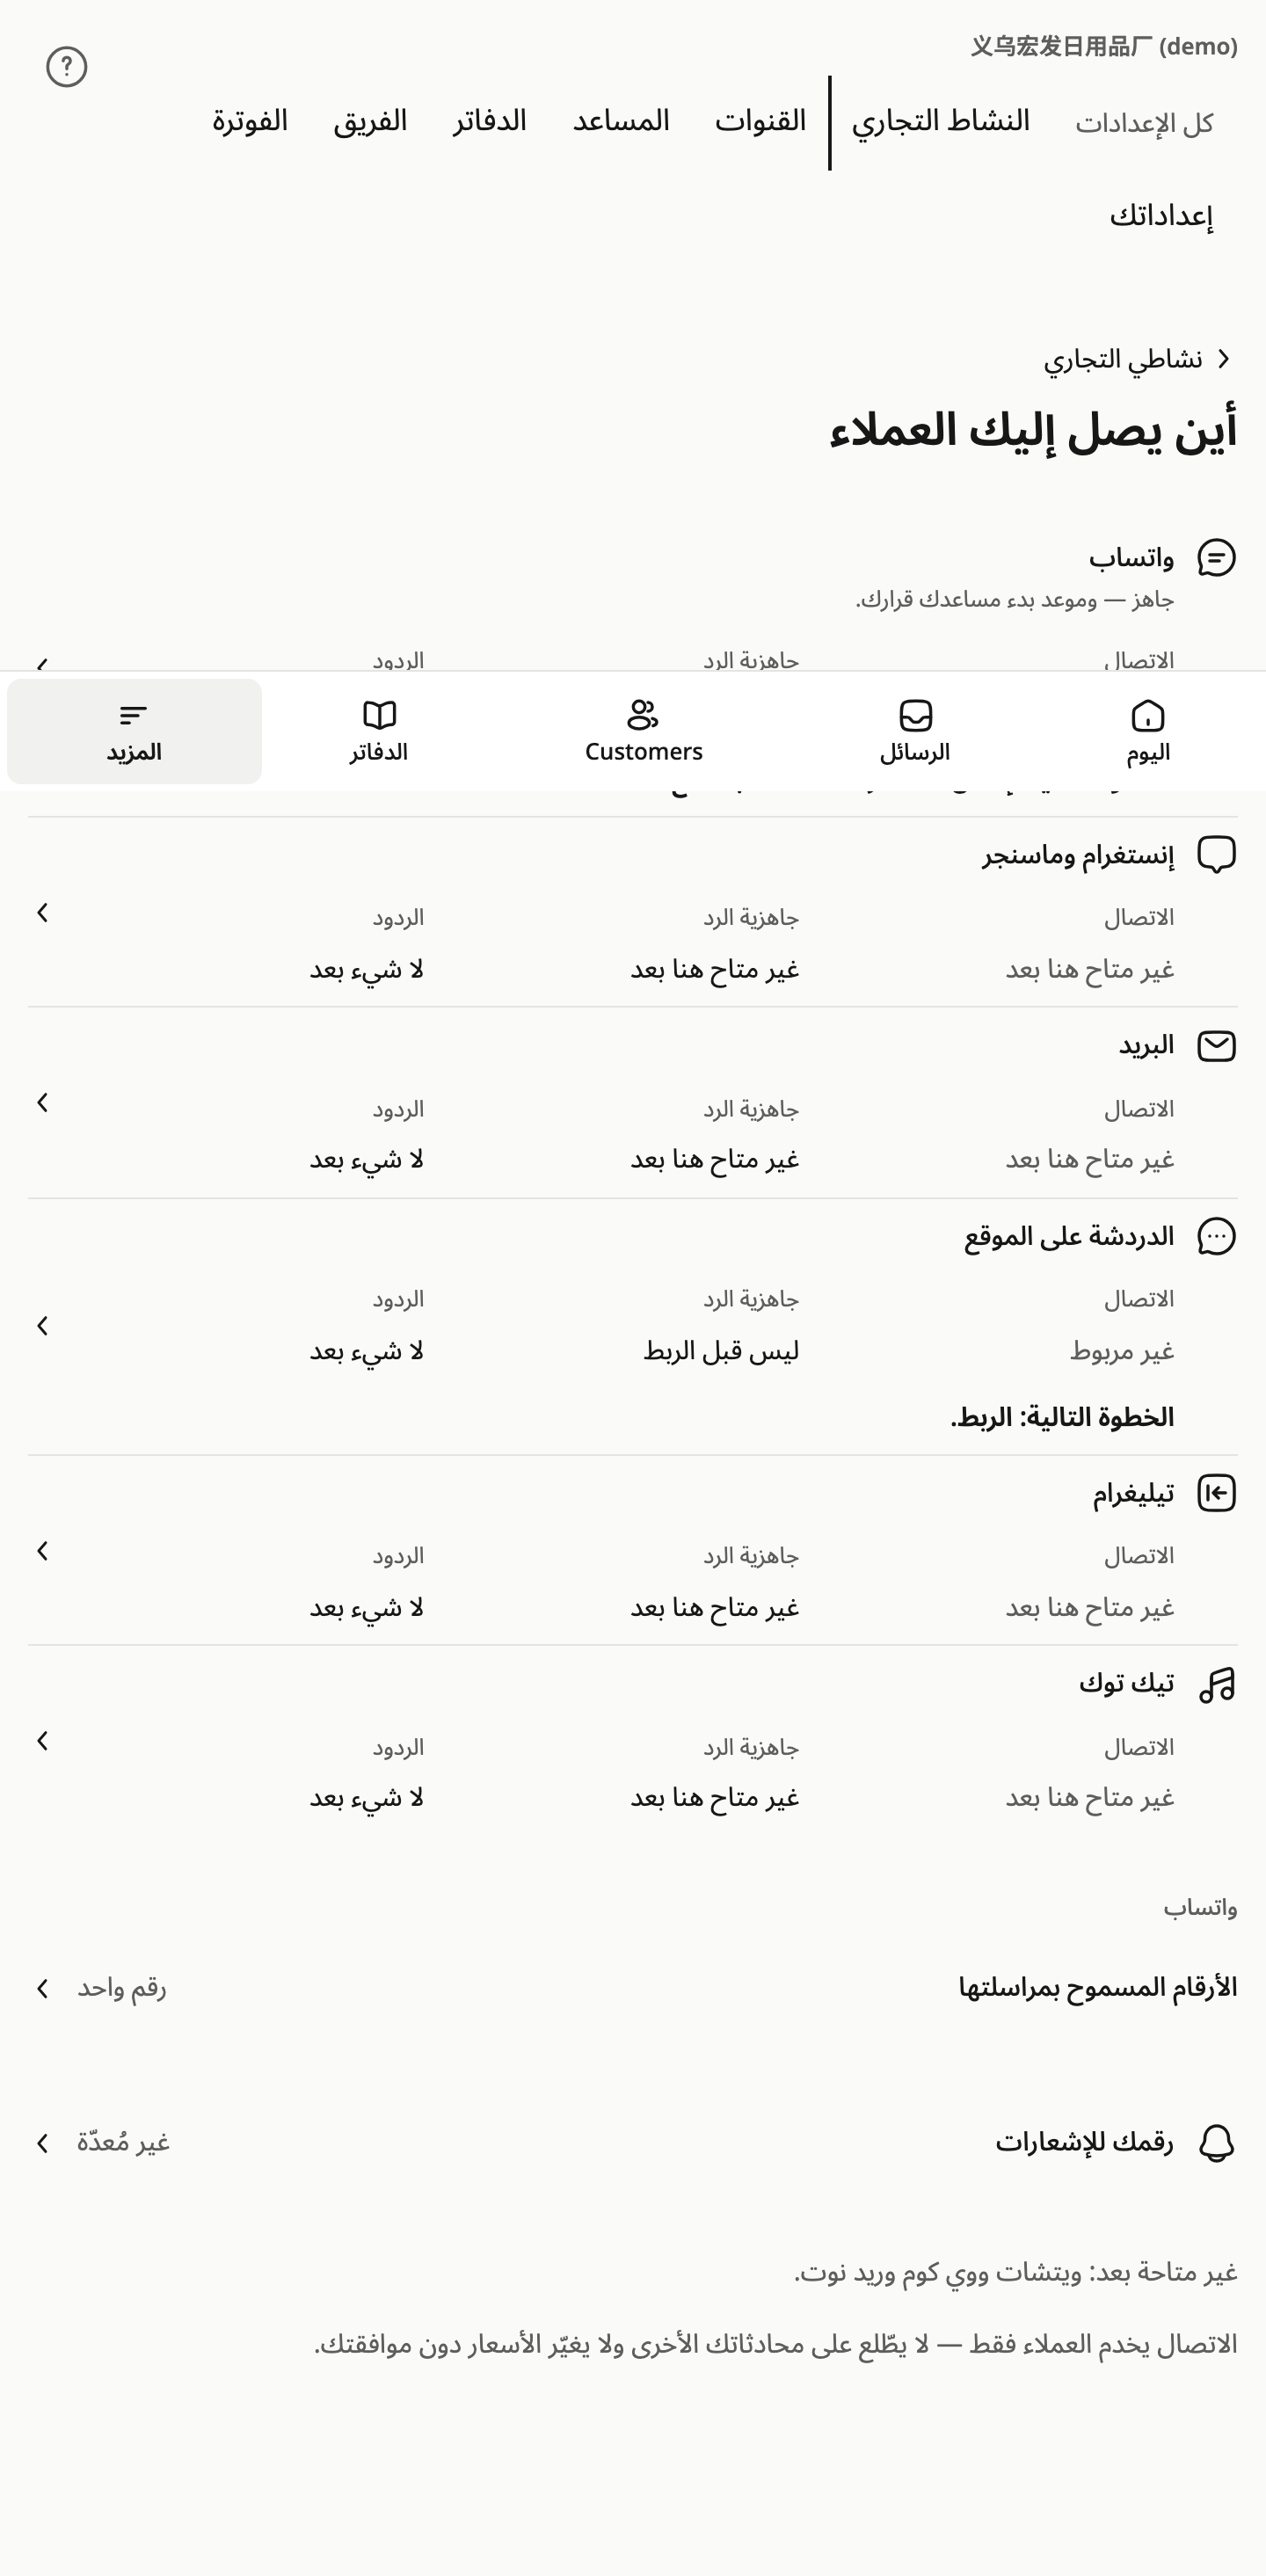 义乌宏发日用品厂 (demo)
كل الإعدادات
النشاط التجاري
القنوات
المساعد
الدفاتر
الفريق
الفوترة
إعداداتك
نشاطي التجاري
أين يصل إليك العملاء
واتساب
جاهز — وموعد بدء مساعدك قرارك.
الاتصال
جاهزية الرد
الردود
اليوم
الرسائل
Customers
الدفاتر
المزيد
إنستغرام وماسنجر
الاتصال
جاهزية الرد
الردود
غير متاح هنا بعد
غير متاح هنا بعد
لا شيء بعد
البريد
الاتصال
جاهزية الرد
الردود
غير متاح هنا بعد
غير متاح هنا بعد
لا شيء بعد
الدردشة على الموقع
الاتصال
جاهزية الرد
الردود
غير مربوط
ليس قبل الربط
لا شيء بعد
الخطوة التالية: الربط.
تيليغرام
الاتصال
جاهزية الرد
الردود
غير متاح هنا بعد
غير متاح هنا بعد
لا شيء بعد
تيك توك
الاتصال
جاهزية الرد
الردود
غير متاح هنا بعد
غير متاح هنا بعد
لا شيء بعد
واتساب
الأرقام المسموح بمراسلتها
رقم واحد
رقمك للإشعارات
غير مُعدّة
غير متاحة بعد: ويتشات ووي كوم وريد نوت.
الاتصال يخدم العملاء فقط — لا يطّلع على محادثاتك الأخرى ولا يغيّر الأسعار دون موافقتك.